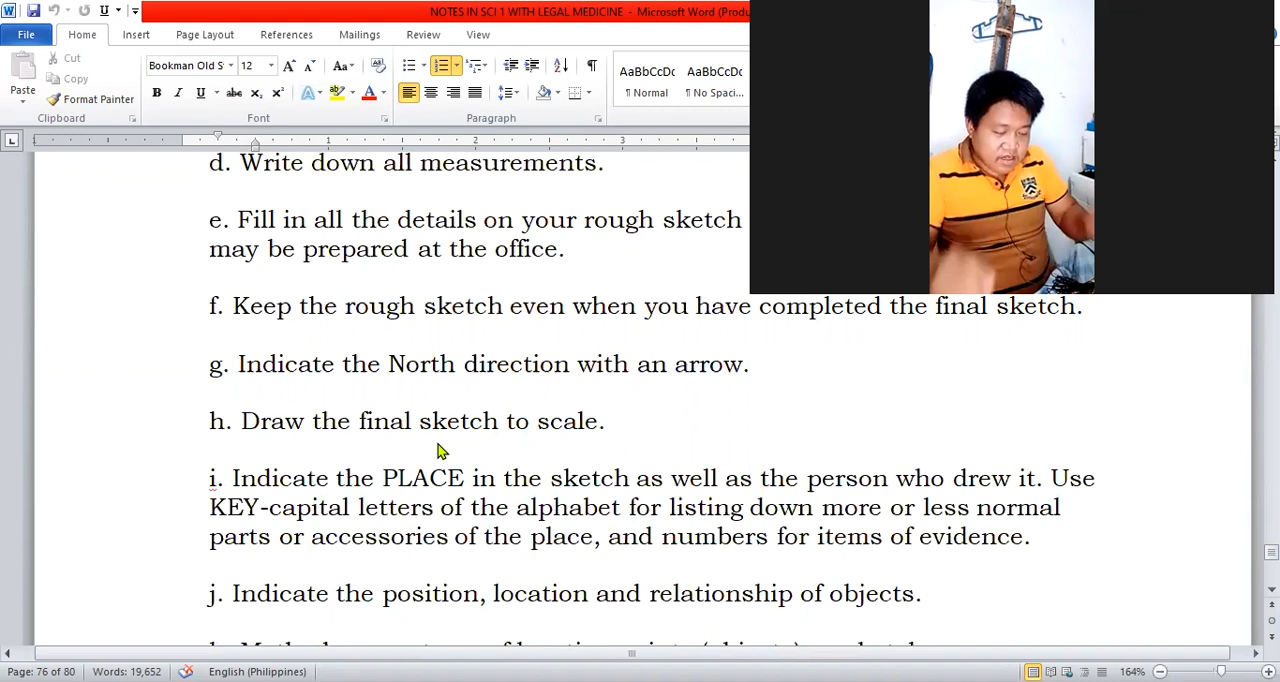 NOTES IN SCI 1 WITH LEGAL MEDICINE - Microsoft Word (Produ
File Home Insert Page Layout References Mailings Review View
Cut
Copy
Format Painter
Paste
Clipboard
Bookman Old S 12
Font
Paragraph
AaBbCcDc AaBbCcDc
¶ Normal ¶ No Spaci...
1 2 3
d. Write down all measurements.
e. Fill in all the details on your rough sketch
may be prepared at the office.
f. Keep the rough sketch even when you have completed the final sketch.
g. Indicate the North direction with an arrow.
h. Draw the final sketch to scale.
i. Indicate the PLACE in the sketch as well as the person who drew it. Use
KEY-capital letters of the alphabet for listing down more or less normal
parts or accessories of the place, and numbers for items of evidence.
j. Indicate the position, location and relationship of objects.
Page: 76 of 80 Words: 19,652 English (Philippines) 164%